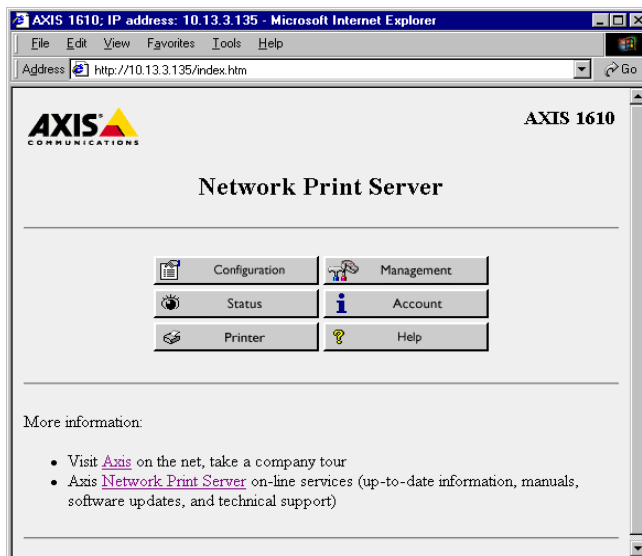 AXIS 1610; IP address: 10.13.3.135 - Microsoft Internet Explorer
File Edit View Favorites Tools Help
Address http://10.13.3.135/index.htm Go
AXIS COMMUNICATIONS
AXIS 1610
Network Print Server
Configuration Management
Status Account
Printer Help
More information:
• Visit Axis on the net, take a company tour
• Axis Network Print Server on-line services (up-to-date information, manuals,
software updates, and technical support)